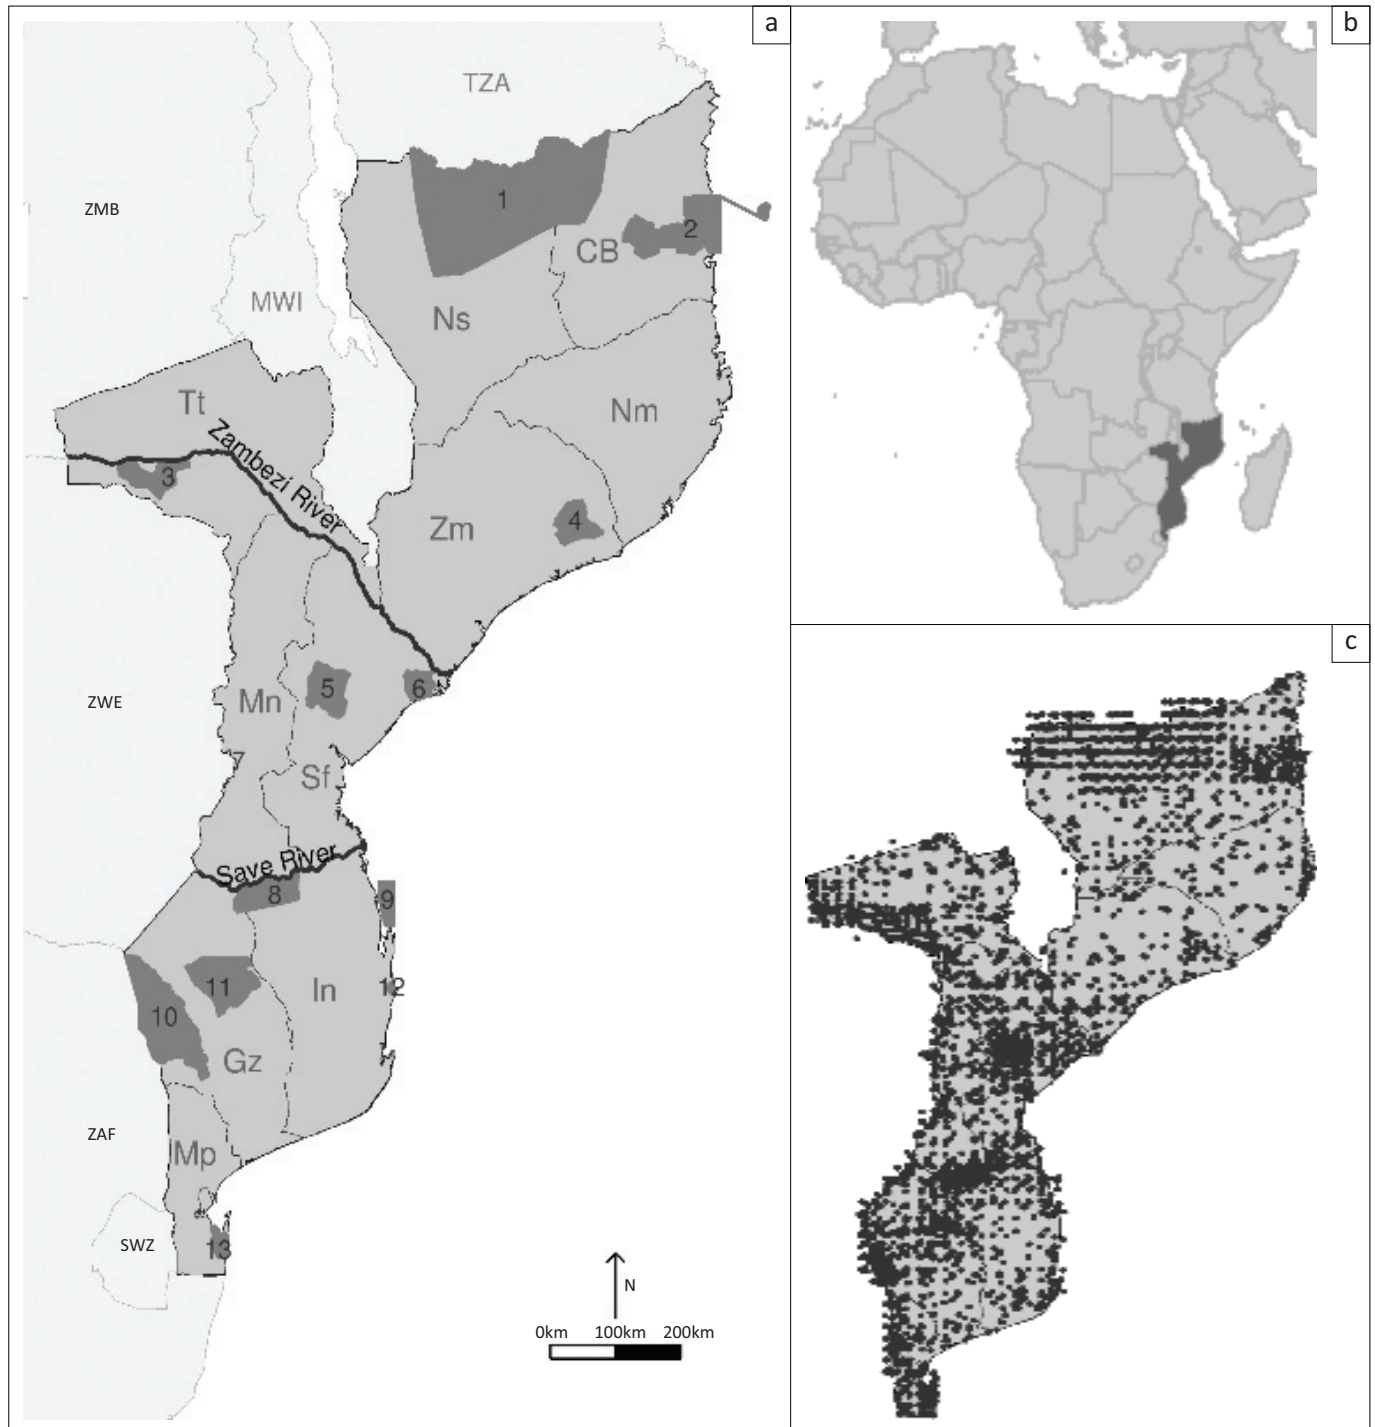 a
TZA
1
ZMB
2
CB
MWI
Ns
Tt
Nm
Zambezi River
3
4
Zm
5
6
Mn
ZWE
7
Sf
Save River
8
9
11
12
In
10
Gz
ZAF
Mp
SWZ
13
N
0km 100km 200km
b
c